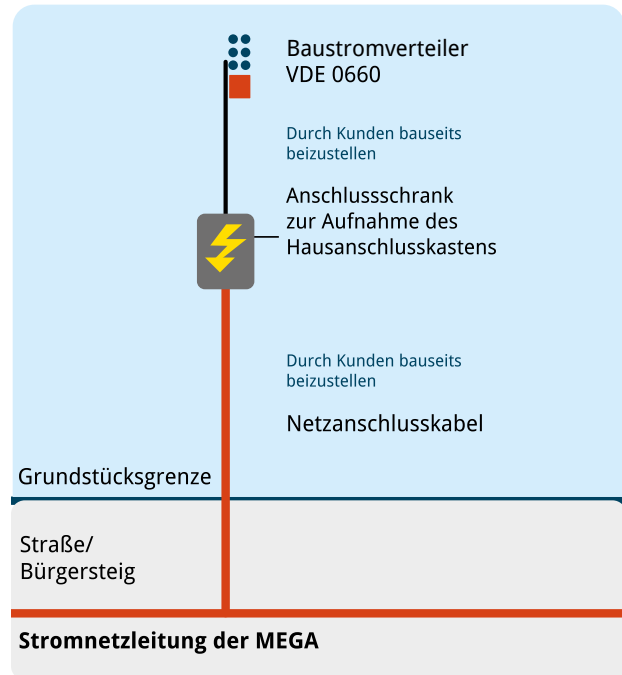 Baustromverteiler
VDE 0660
Durch Kunden bauseits
beizustellen
Anschlussschrank
zur Aufnahme des
Hausanschlusskastens
Durch Kunden bauseits
beizustellen
Netzanschlusskabel
Grundstücksgrenze
Straße/
Bürgersteig
Stromnetzleitung der MEGA